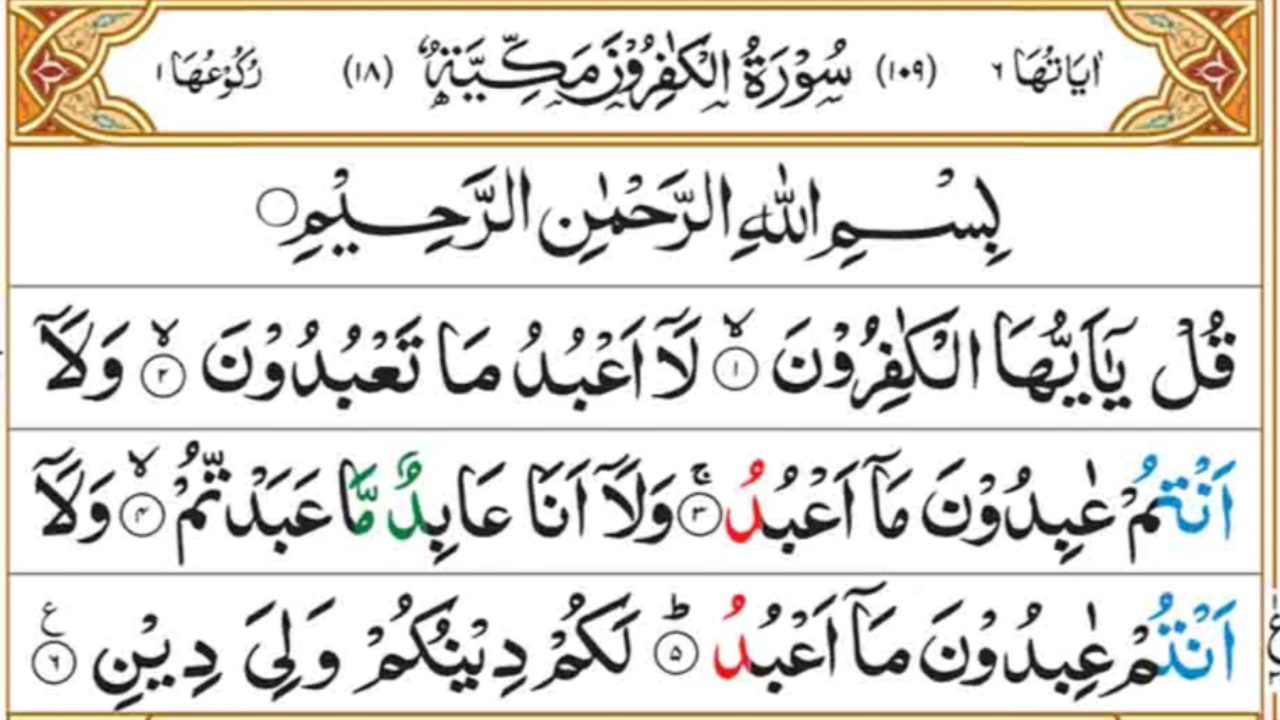 اٰيَاتُهَا ٦ (١٠٩) سُوْرَةُ الْكٰفِرُوْنَ مَكِّيَّةٌ (١٨) رُكُوْعُهَا ١
بِسْمِ اللّٰهِ الرَّحْمٰنِ الرَّحِيْمِ ۝
قُلْ يٰۤاَيُّهَا الْكٰفِرُوْنَ ۙ﴿١﴾ لَاۤ اَعْبُدُ مَا تَعْبُدُوْنَ ۙ﴿٢﴾ وَلَاۤ
اَنْتُمْ عٰبِدُوْنَ مَاۤ اَعْبُدُ ۚ﴿٣﴾ وَلَاۤ اَنَا عَابِدٌ مَّا عَبَدْتُّمْ ۙ﴿٤﴾ وَلَاۤ
اَنْتُمْ عٰبِدُوْنَ مَاۤ اَعْبُدُ ؕ﴿٥﴾ لَكُمْ دِيْنُكُمْ وَلِىَ دِيْنِ ﴿٦﴾ ع